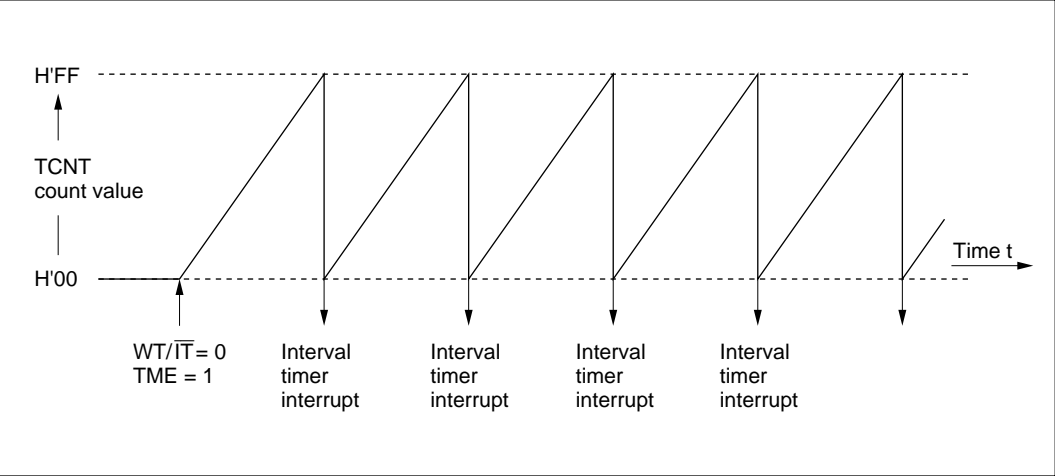 H'FF
TCNT
count value
H'00
Time t
WT/I̅T̅ = 0
TME = 1
Interval
timer
interrupt
Interval
timer
interrupt
Interval
timer
interrupt
Interval
timer
interrupt